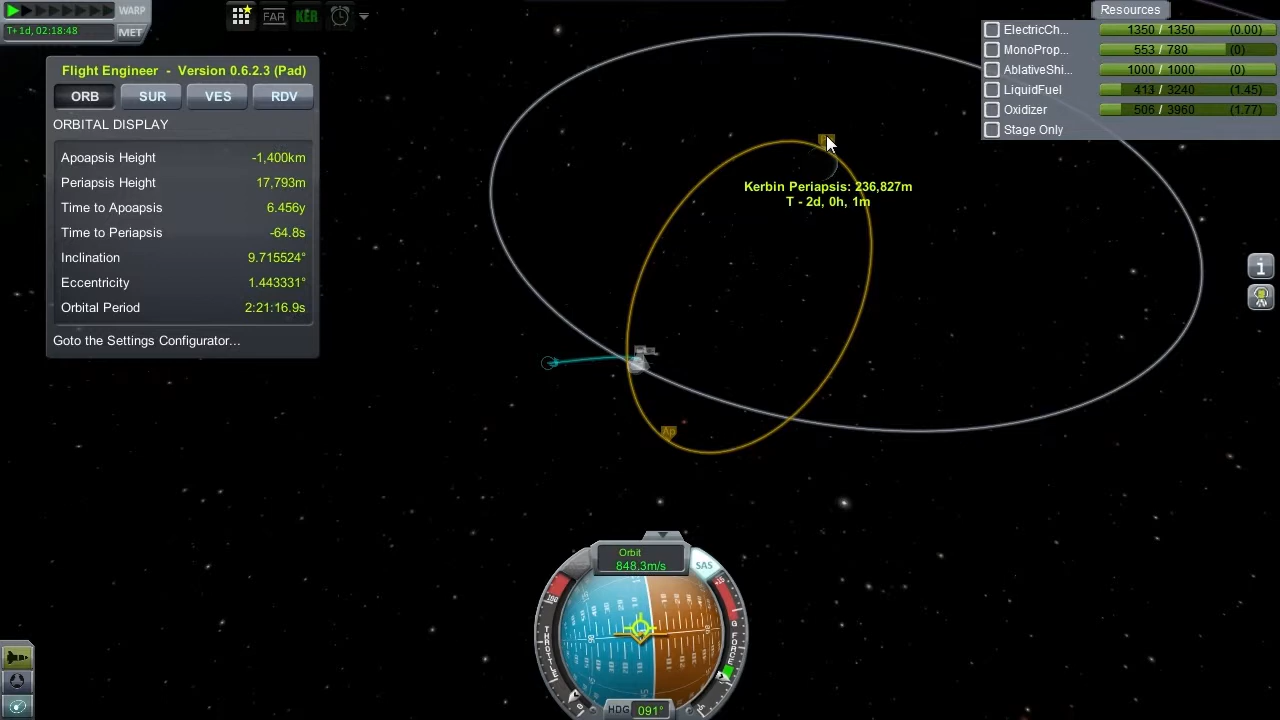 WARP
T+ 1d, 02:18:48
MET
FAR
KER
Resources
ElectricCh... 1350 / 1350 (0.00)
MonoProp... 553 / 780 (0)
AblativeShi... 1000 / 1000 (0)
LiquidFuel 413 / 3240 (1.45)
Oxidizer 506 / 3960 (1.77)
Stage Only
Flight Engineer - Version 0.6.2.3 (Pad)
ORB SUR VES RDV
ORBITAL DISPLAY
Apoapsis Height -1,400km
Periapsis Height 17,793m
Time to Apoapsis 6.456y
Time to Periapsis -64.8s
Inclination 9.715524°
Eccentricity 1.443331°
Orbital Period 2:21:16.9s
Goto the Settings Configurator...
Kerbin Periapsis: 236,827m
T - 2d, 0h, 1m
Ap
Orbit
848.3m/s
SAS
THROTTLE
G FORCE
HDG 091°